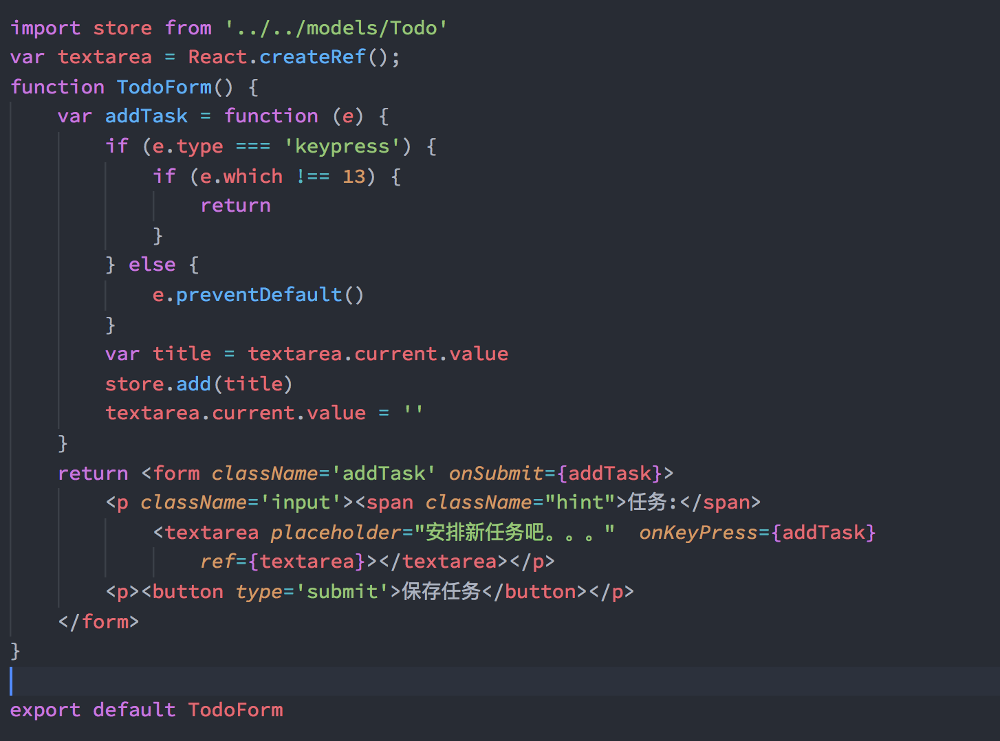 import store from '../../models/Todo'
var textarea = React.createRef();
function TodoForm() {
    var addTask = function (e) {
        if (e.type === 'keypress') {
            if (e.which !== 13) {
                return
            }
        } else {
            e.preventDefault()
        }
        var title = textarea.current.value
        store.add(title)
        textarea.current.value = ''
    }
    return <form className='addTask' onSubmit={addTask}>
        <p className='input'><span className="hint">任务:</span>
            <textarea placeholder="安排新任务吧。。。"  onKeyPress={addTask}
                ref={textarea}></textarea></p>
        <p><button type='submit'>保存任务</button></p>
    </form>
}
export default TodoForm